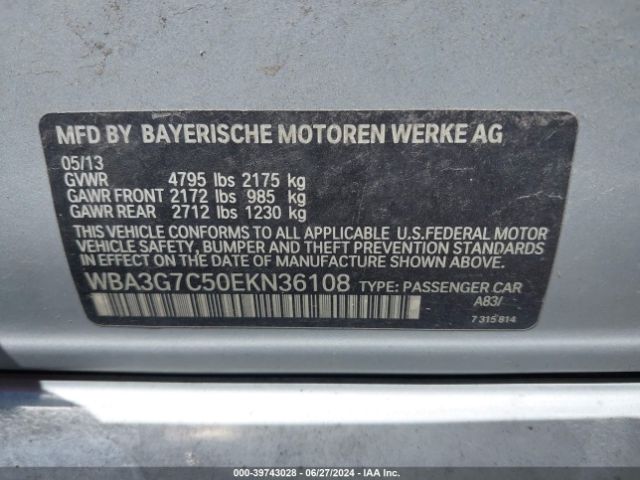 MFD BY BAYERISCHE MOTOREN WERKE AG
05/13
GVWR 4795 lbs 2175 kg
GAWR FRONT 2172 lbs 985 kg
GAWR REAR 2712 lbs 1230 kg
THIS VEHICLE CONFORMS TO ALL APPLICABLE U.S.FEDERAL MOTOR
VEHICLE SAFETY, BUMPER AND THEFT PREVENTION STANDARDS
IN EFFECT ON THE DATE OF MANUFACTURE SHOWN ABOVE.
WBA3G7C50EKN36108 TYPE: PASSENGER CAR
A83/
7 315 814
000-39743028 - 06/27/2024 - IAA Inc.